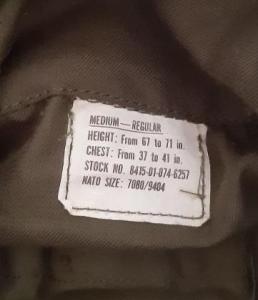 MEDIUM—REGULAR
HEIGHT: From 67 to 71 in.
CHEST: From 37 to 41 in.
STOCK NO. 8415-01-074-6257
NATO SIZE: 7080/9404